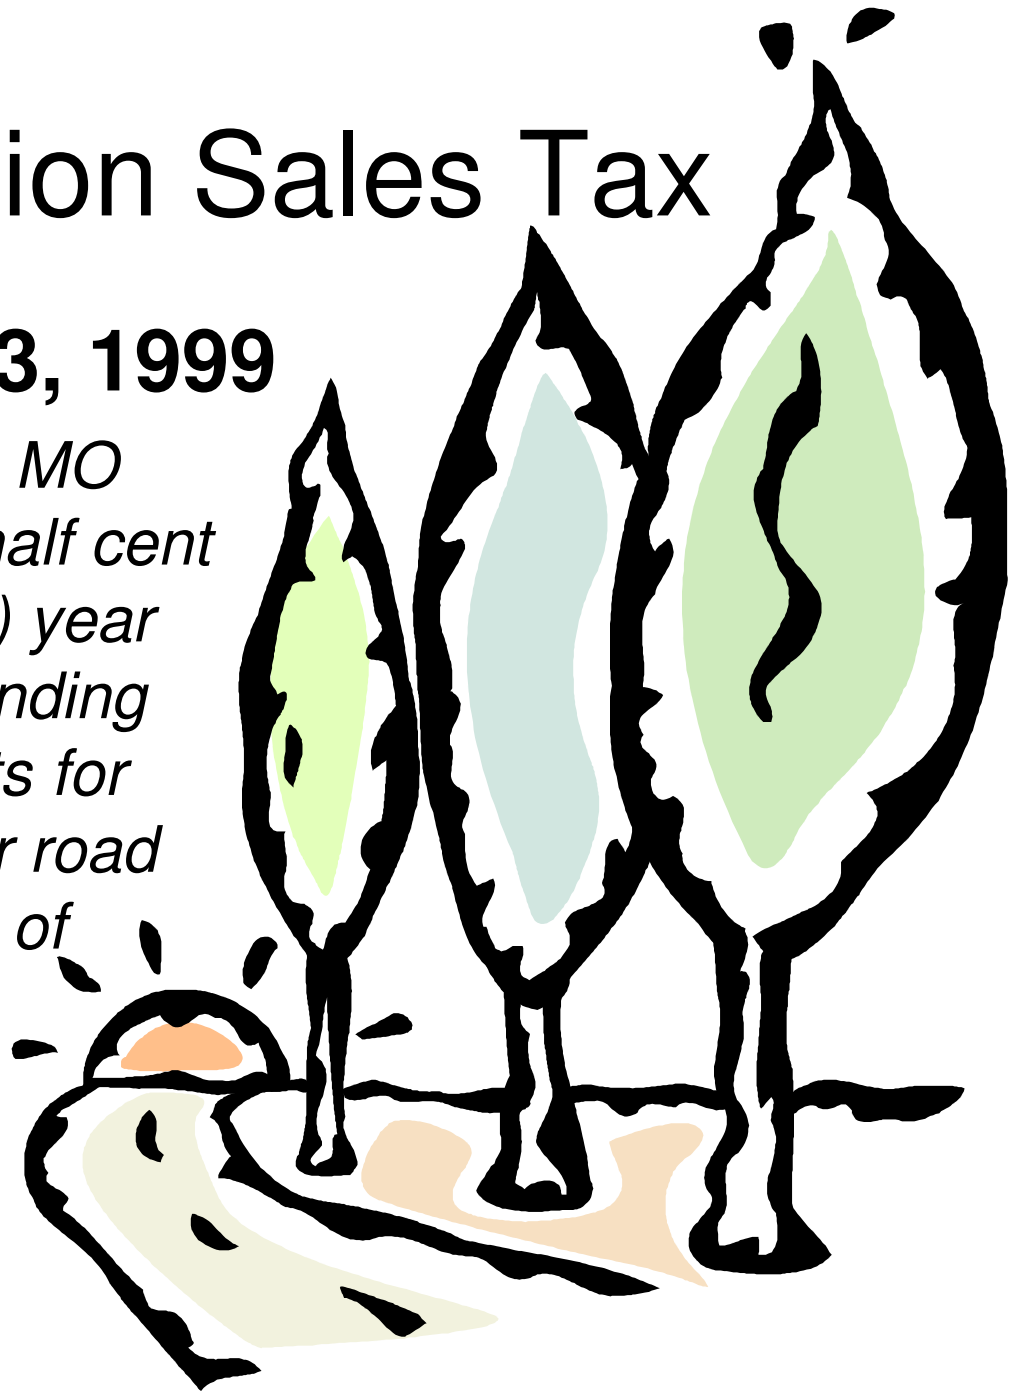 ion Sales Tax
3, 1999
MO
half cent
) year
nding
ts for
r road
of